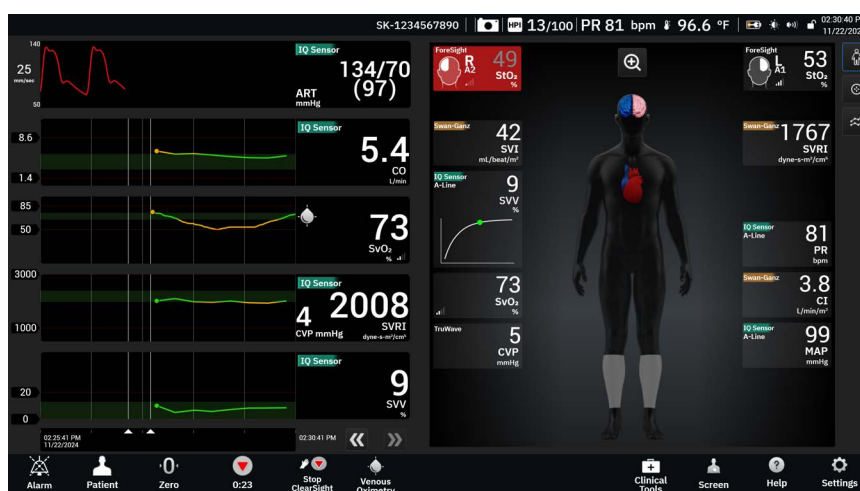 SK-1234567890 HPI 13/100 PR 81 bpm 96.6 °F 02:30:40 P
11/22/202
140
25
mm/sec
50
IQ Sensor
134/70
ART (97)
mmHg
8.6
1.4
IQ Sensor
5.4
CO
L/min
85
50
IQ Sensor
73
SvO₂
%
3000
1000
IQ Sensor
4 2008
CVP mmHg SVRI
dyne-s-m²/cm⁵
20
0
IQ Sensor
9
SVV
%
02:25:41 PM 02:30:41 PM
11/22/2024
ForeSight
R 49
A2 StO₂
%
Swan-Ganz
42
SVI
mL/beat/m²
IQ Sensor
A-Line
9
SVV
%
73
SvO₂
%
TruWave
5
CVP
mmHg
ForeSight
L 53
A1 StO₂
%
Swan-Ganz
1767
SVRI
dyne-s-m²/cm⁵
IQ Sensor
A-Line
81
PR
bpm
Swan-Ganz
3.8
CI
L/min/m²
IQ Sensor
A-Line
99
MAP
mmHg
Alarm
Patient
0
Zero
0:23
Stop
ClearSight
Venous
Oximetry
Clinical
Tools
Screen
Help
Settings